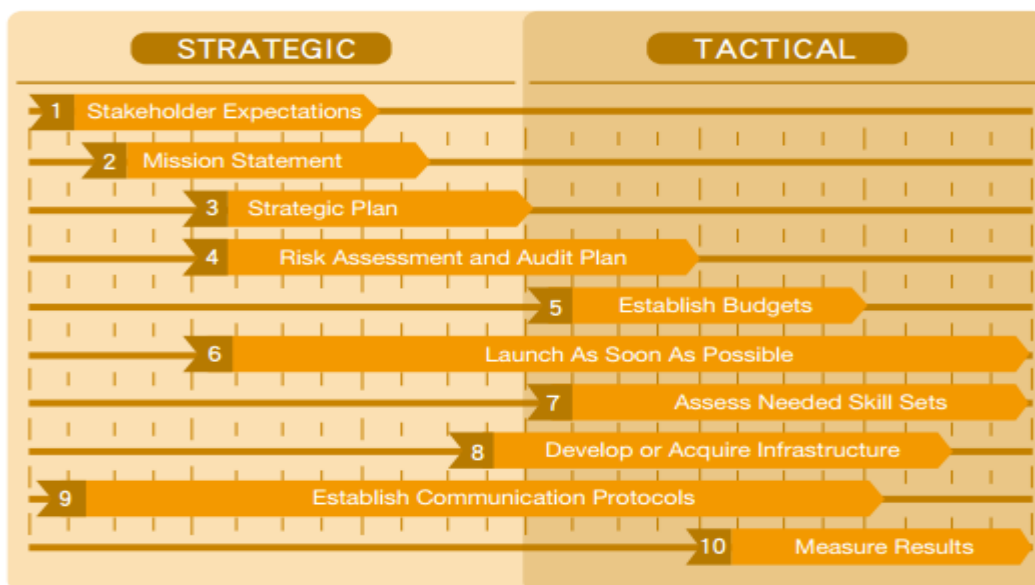 STRATEGIC
TACTICAL
1 Stakeholder Expectations
2 Mission Statement
3 Strategic Plan
4 Risk Assessment and Audit Plan
5 Establish Budgets
6 Launch As Soon As Possible
7 Assess Needed Skill Sets
8 Develop or Acquire Infrastructure
9 Establish Communication Protocols
10 Measure Results